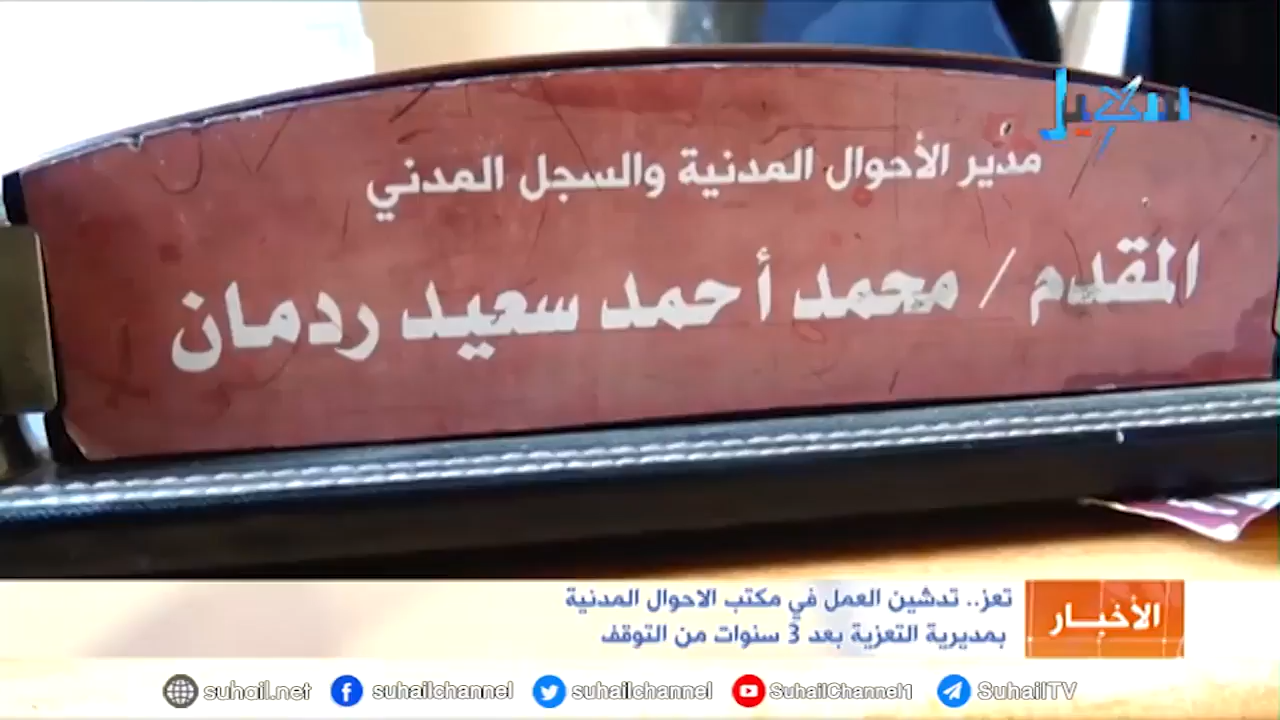 سهيل
مدير الأحوال المدنية والسجل المدني
المقدم / محمد أحمد سعيد ردمان
الأخبار
تعز.. تدشين العمل في مكتب الاحوال المدنية
بمديرية التعزية بعد 3 سنوات من التوقف
suhail.net suhailchannel suhailchannel SuhailChannel1 SuhailTV